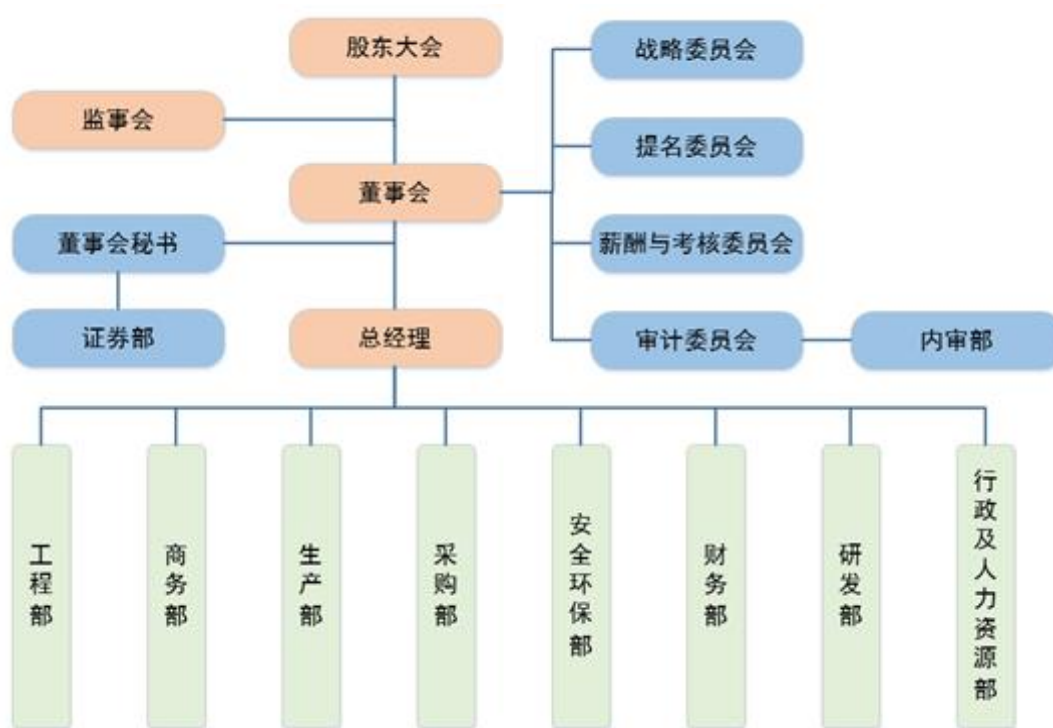 股东大会
战略委员会
监事会
提名委员会
董事会
董事会秘书
薪酬与考核委员会
证券部
总经理
审计委员会
内审部
工程部
商务部
生产部
采购部
安全环保部
财务部
研发部
行政及人力资源部